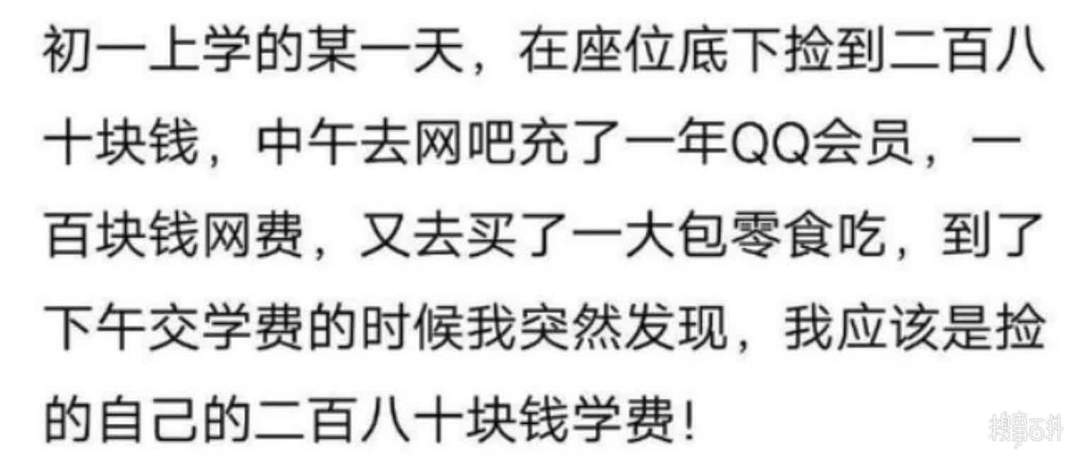 初一上学的某一天，在座位底下捡到二百八
十块钱，中午去网吧充了一年QQ会员，一
百块钱网费，又去买了一大包零食吃，到了
下午交学费的时候我突然发现，我应该是捡
的自己的二百八十块钱学费！